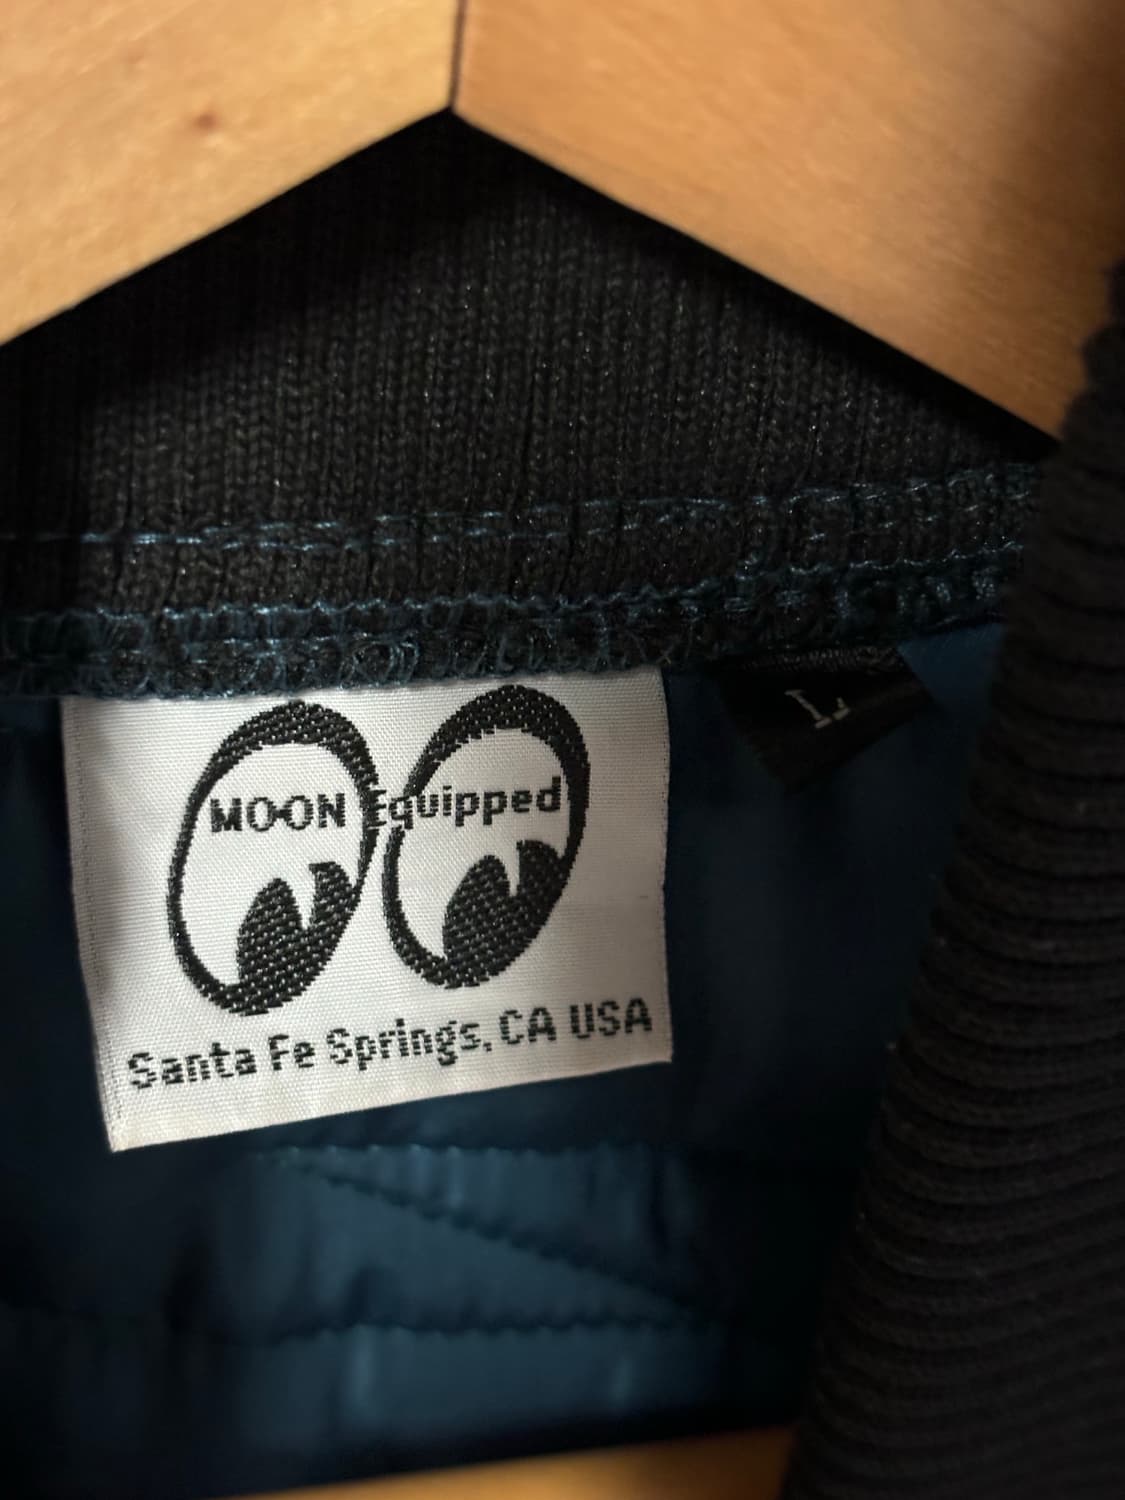 MOON Equipped
Santa Fe Springs, CA USA
L